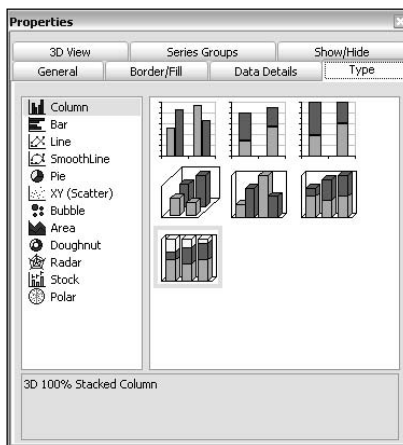 Properties
3D View Series Groups Show/Hide
General Border/Fill Data Details Type
Column
Bar
Line
SmoothLine
Pie
XY (Scatter)
Bubble
Area
Doughnut
Radar
Stock
Polar
3D 100% Stacked Column